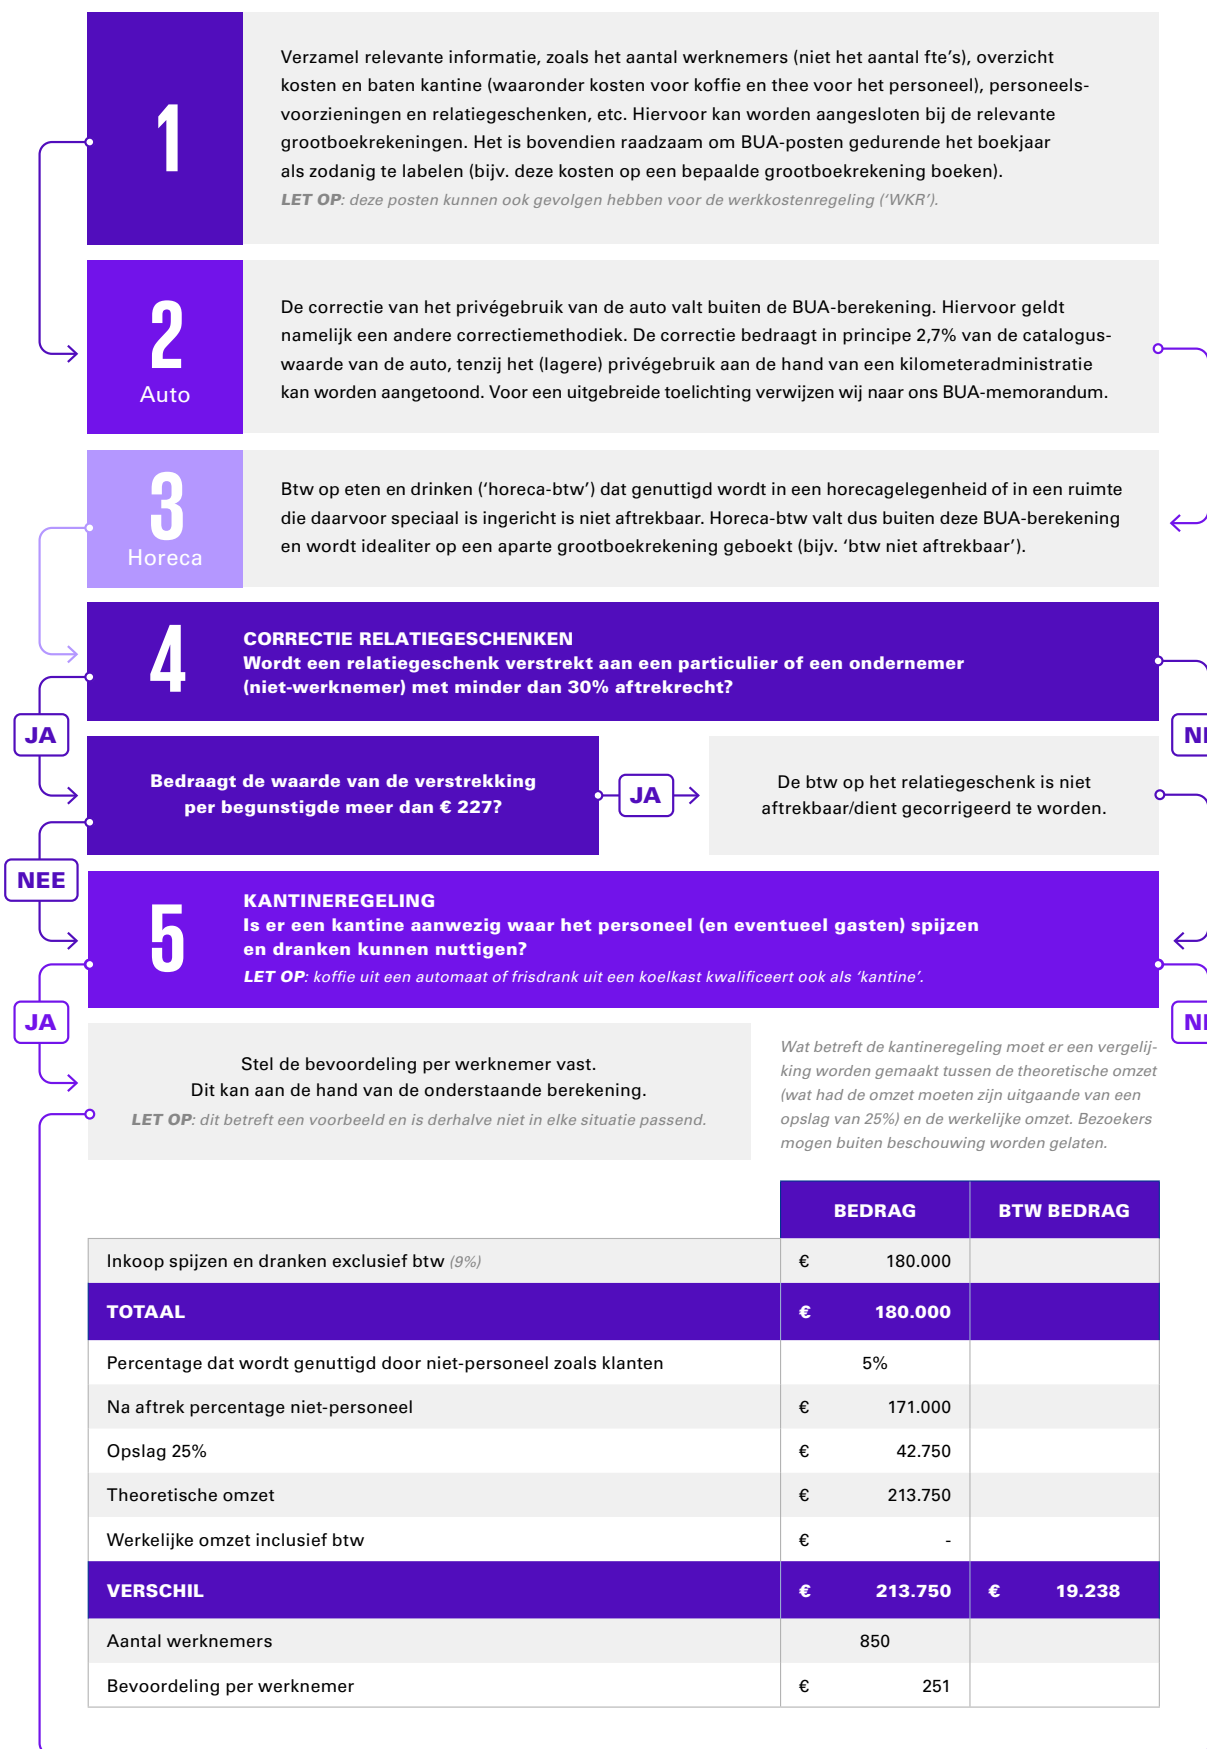 1
Verzamel relevante informatie, zoals het aantal werknemers (niet het aantal fte's), overzicht
kosten en baten kantine (waaronder kosten voor koffie en thee voor het personeel), personeels-
voorzieningen en relatiegeschenken, etc. Hiervoor kan worden aangesloten bij de relevante
grootboekrekeningen. Het is bovendien raadzaam om BUA-posten gedurende het boekjaar
als zodanig te labelen (bijv. deze kosten op een bepaalde grootboekrekening boeken).
LET OP: deze posten kunnen ook gevolgen hebben voor de werkkostenregeling ('WKR').
2
Auto
De correctie van het privégebruik van de auto valt buiten de BUA-berekening. Hiervoor geldt
namelijk een andere correctiemethodiek. De correctie bedraagt in principe 2,7% van de catalogus-
waarde van de auto, tenzij het (lagere) privégebruik aan de hand van een kilometeradministratie
kan worden aangetoond. Voor een uitgebreide toelichting verwijzen wij naar ons BUA-memorandum.
3
Horeca
Btw op eten en drinken ('horeca-btw') dat genuttigd wordt in een horecagelegenheid of in een ruimte
die daarvoor speciaal is ingericht is niet aftrekbaar. Horeca-btw valt dus buiten deze BUA-berekening
en wordt idealiter op een aparte grootboekrekening geboekt (bijv. 'btw niet aftrekbaar').
4
CORRECTIE RELATIEGESCHENKEN
Wordt een relatiegeschenk verstrekt aan een particulier of een ondernemer
(niet-werknemer) met minder dan 30% aftrekrecht?
JA
Bedraagt de waarde van de verstrekking
per begunstigde meer dan € 227?
JA
De btw op het relatiegeschenk is niet
aftrekbaar/dient gecorrigeerd te worden.
NEE
5
KANTINEREGELING
Is er een kantine aanwezig waar het personeel (en eventueel gasten) spijzen
en dranken kunnen nuttigen?
LET OP: koffie uit een automaat of frisdrank uit een koelkast kwalificeert ook als 'kantine'.
JA
Stel de bevoordeling per werknemer vast.
Dit kan aan de hand van de onderstaande berekening.
LET OP: dit betreft een voorbeeld en is derhalve niet in elke situatie passend.
Wat betreft de kantineregeling moet er een vergelij-
king worden gemaakt tussen de theoretische omzet
(wat had de omzet moeten zijn uitgaande van een
opslag van 25%) en de werkelijke omzet. Bezoekers
mogen buiten beschouwing worden gelaten.
BEDRAG BTW BEDRAG
Inkoop spijzen en dranken exclusief btw (9%) € 180.000
TOTAAL € 180.000
Percentage dat wordt genuttigd door niet-personeel zoals klanten 5%
Na aftrek percentage niet-personeel € 171.000
Opslag 25% € 42.750
Theoretische omzet € 213.750
Werkelijke omzet inclusief btw € -
VERSCHIL € 213.750 € 19.238
Aantal werknemers 850
Bevoordeling per werknemer € 251